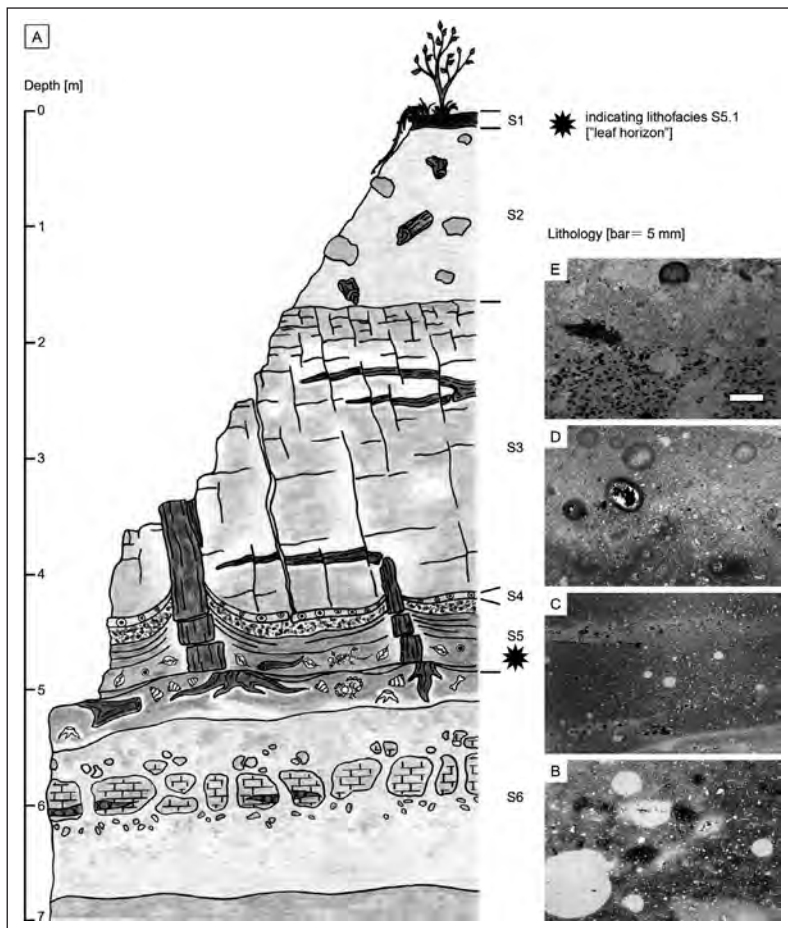 A
Depth [m]
0
1
2
3
4
5
6
7
S1
S2
S3
S4
S5
S6
indicating lithofacies S5.1
["leaf horizon"]
Lithology [bar= 5 mm]
E
D
C
B